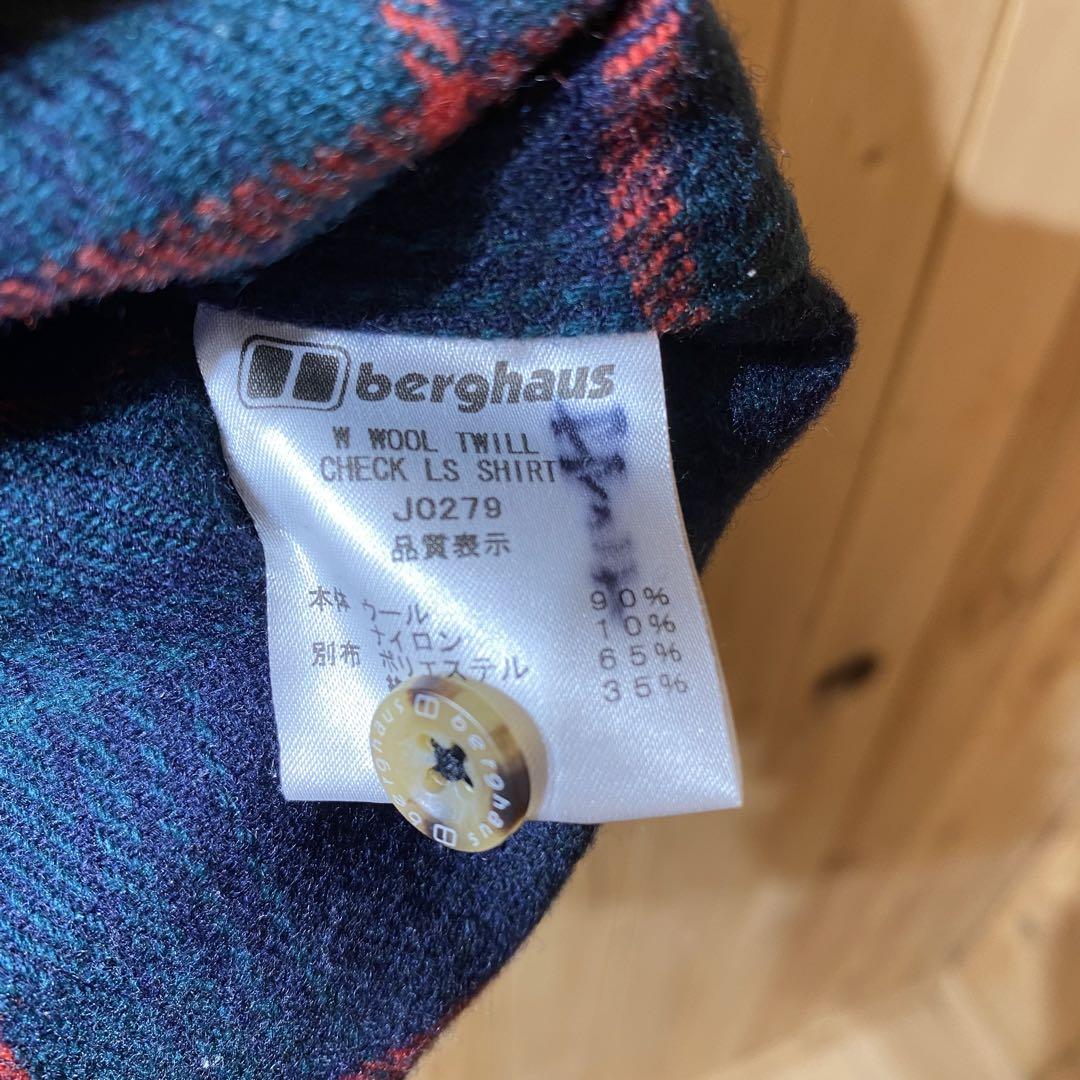 berghaus
W WOOL TWILL
CHECK LS SHIRT
J0279
品質表示
本体 ウール 90%
ナイロン 10%
別布 ポリエステル 65%
35%
berghaus
berghaus